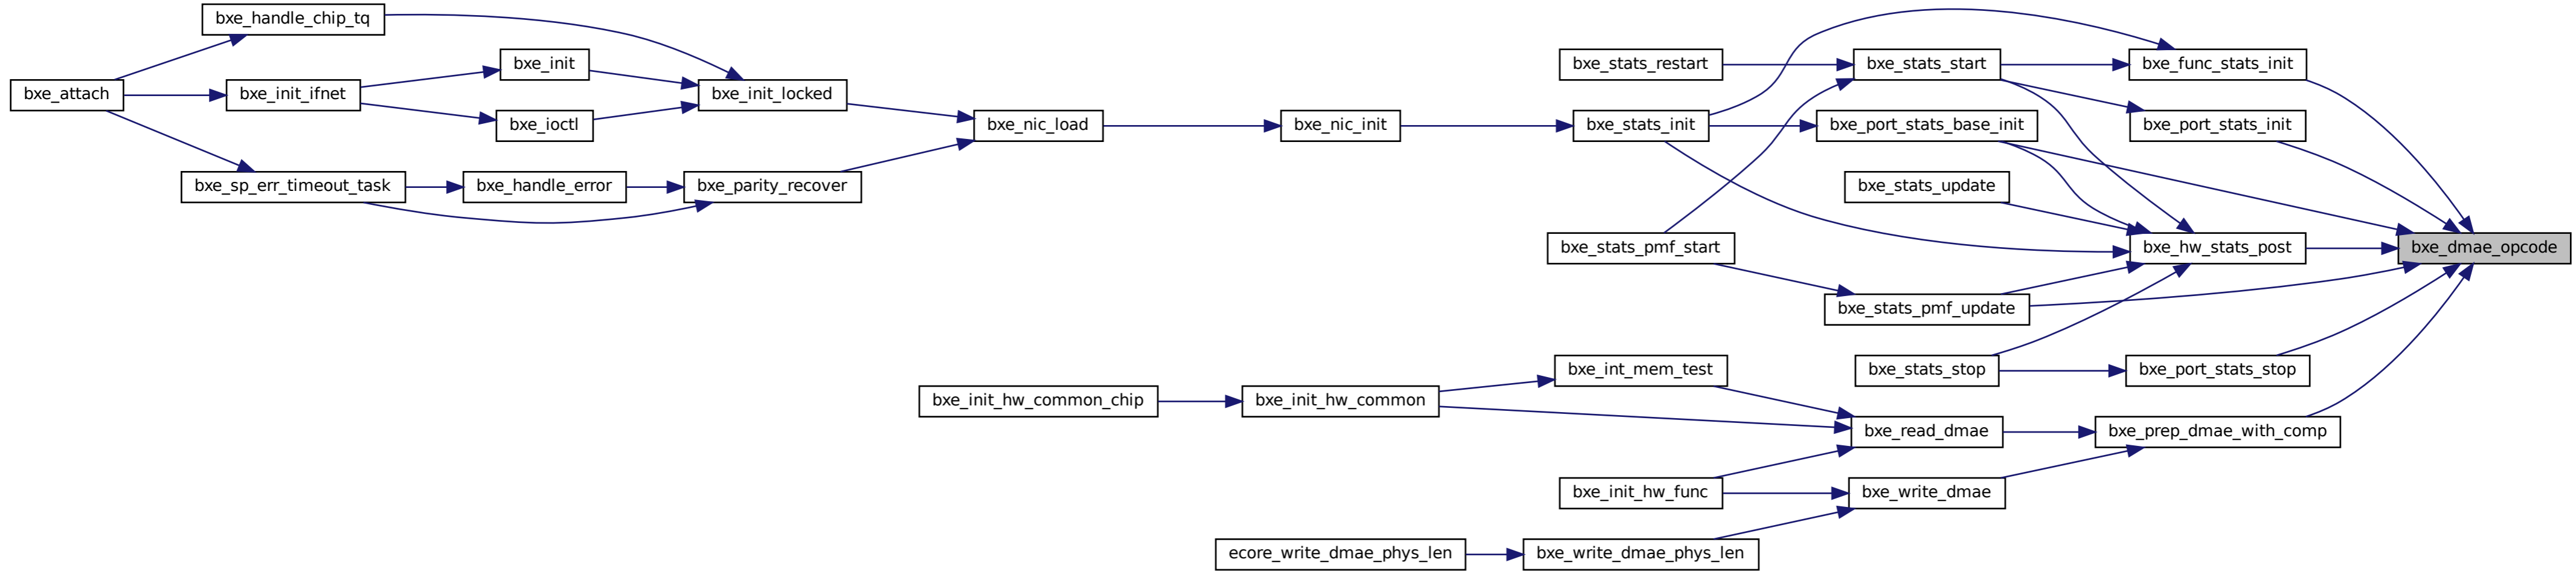 bxe_handle_chip_tq
bxe_init
bxe_stats_restart
bxe_stats_start
bxe_func_stats_init
bxe_attach
bxe_init_ifnet
bxe_init_locked
bxe_ioctl
bxe_nic_load
bxe_nic_init
bxe_stats_init
bxe_port_stats_base_init
bxe_port_stats_init
bxe_sp_err_timeout_task
bxe_handle_error
bxe_parity_recover
bxe_stats_update
bxe_stats_pmf_start
bxe_hw_stats_post
bxe_dmae_opcode
bxe_stats_pmf_update
bxe_int_mem_test
bxe_stats_stop
bxe_port_stats_stop
bxe_init_hw_common_chip
bxe_init_hw_common
bxe_read_dmae
bxe_prep_dmae_with_comp
bxe_init_hw_func
bxe_write_dmae
ecore_write_dmae_phys_len
bxe_write_dmae_phys_len